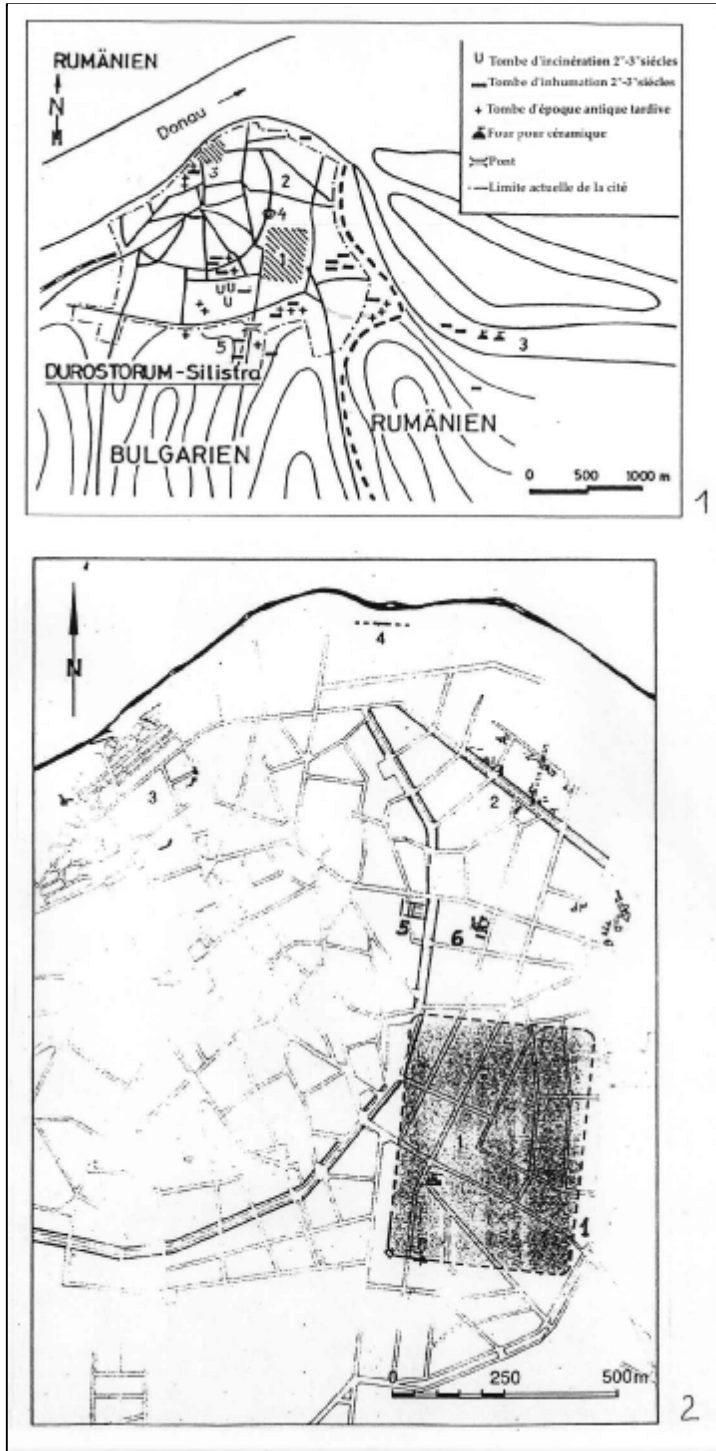 RUMÄNIEN
N
Donau
U Tombe d'incinération 2e-3e siécles
Tombe d'inhumation 2e-3e siécles
+ Tombe d'époque antique tardive
Four pour céramique
Pont
Limite actuelle de la cité
3
2
4
1
3
5
DUROSTORUM-Silistra
RUMÄNIEN
BULGARIEN
0 500 1000 m
1
N
4
3
2
5
6
1
1
0 250 500m
2